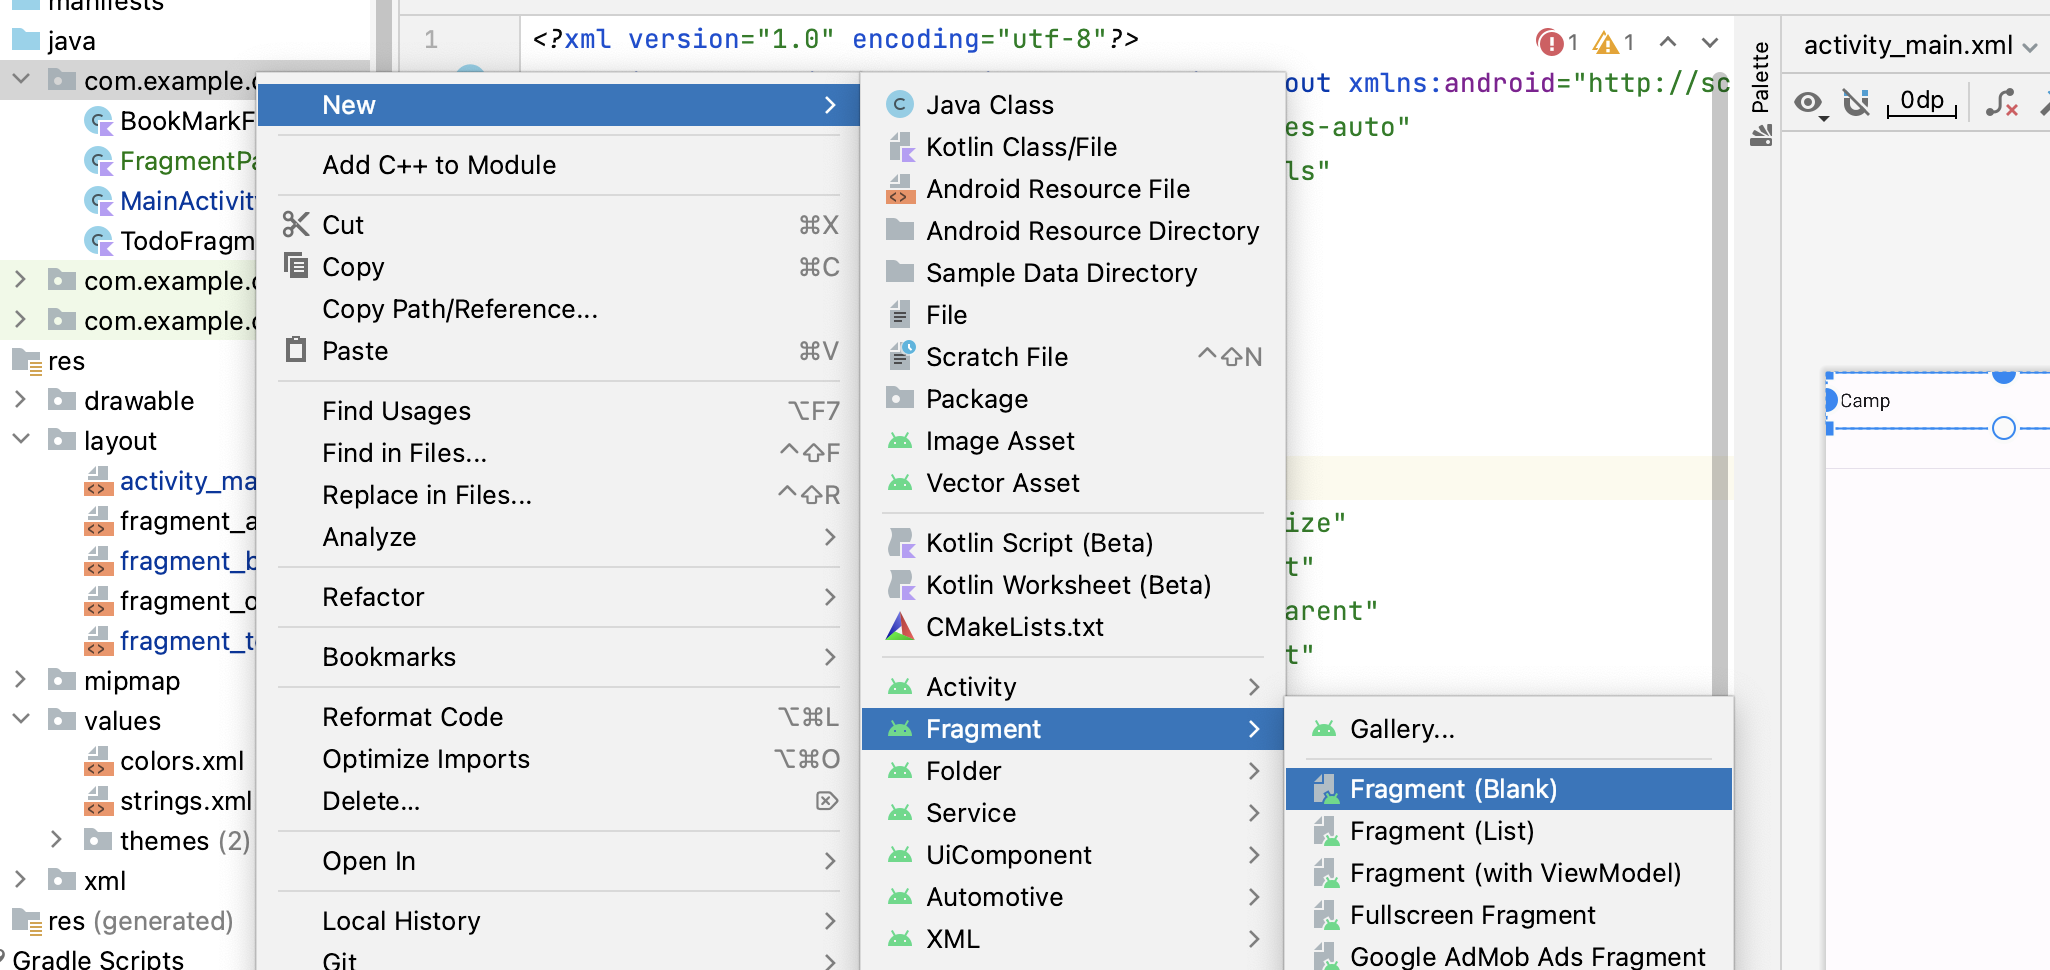 manifests
java
com.example.
BookMarkF
FragmentPa
MainActivit
TodoFragm
com.example.
com.example.
res
drawable
layout
activity_ma
fragment_a
fragment_b
fragment_o
fragment_t
mipmap
values
colors.xml
strings.xml
themes (2)
xml
res (generated)
Gradle Scripts
New
Add C++ to Module
Cut ⌘X
Copy ⌘C
Copy Path/Reference...
Paste ⌘V
Find Usages ⌥F7
Find in Files... ^⇧F
Replace in Files... ^⇧R
Analyze
Refactor
Bookmarks
Reformat Code ⌥⌘L
Optimize Imports ⌥⌘O
Delete... ⌦
Open In
Local History
Git
Java Class
Kotlin Class/File
Android Resource File
Android Resource Directory
Sample Data Directory
File
Scratch File ^⇧N
Package
Image Asset
Vector Asset
Kotlin Script (Beta)
Kotlin Worksheet (Beta)
CMakeLists.txt
Activity
Fragment
Folder
Service
UiComponent
Automotive
XML
Gallery...
Fragment (Blank)
Fragment (List)
Fragment (with ViewModel)
Fullscreen Fragment
Google AdMob Ads Fragment
1 <?xml version="1.0" encoding="utf-8"?>
1 1
out xmlns:android="http://sc
es-auto"
ls"
ize"
t"
arent"
t"
Palette
activity_main.xml
0dp
Camp